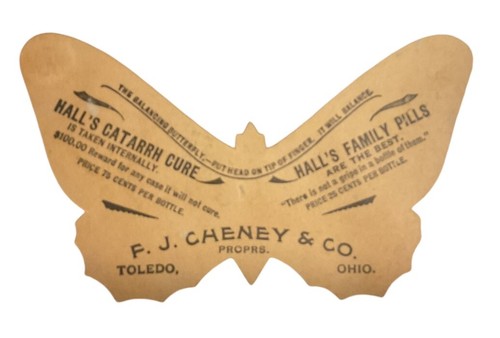 THE BALANCING BUTTERFLY,—PUT HEAD ON TIP OF FINGER, IT WILL BALANCE.
HALL'S CATARRH CURE
IS TAKEN INTERNALLY.
$100.00 Reward for any case it will not cure.
PRICE 75 CENTS PER BOTTLE.
HALL'S FAMILY PILLS
ARE THE BEST.
"There is not a gripe in a bottle of them."
PRICE 25 CENTS PER BOTTLE.
F. J. CHENEY & CO.
PROPRS.
TOLEDO, OHIO.